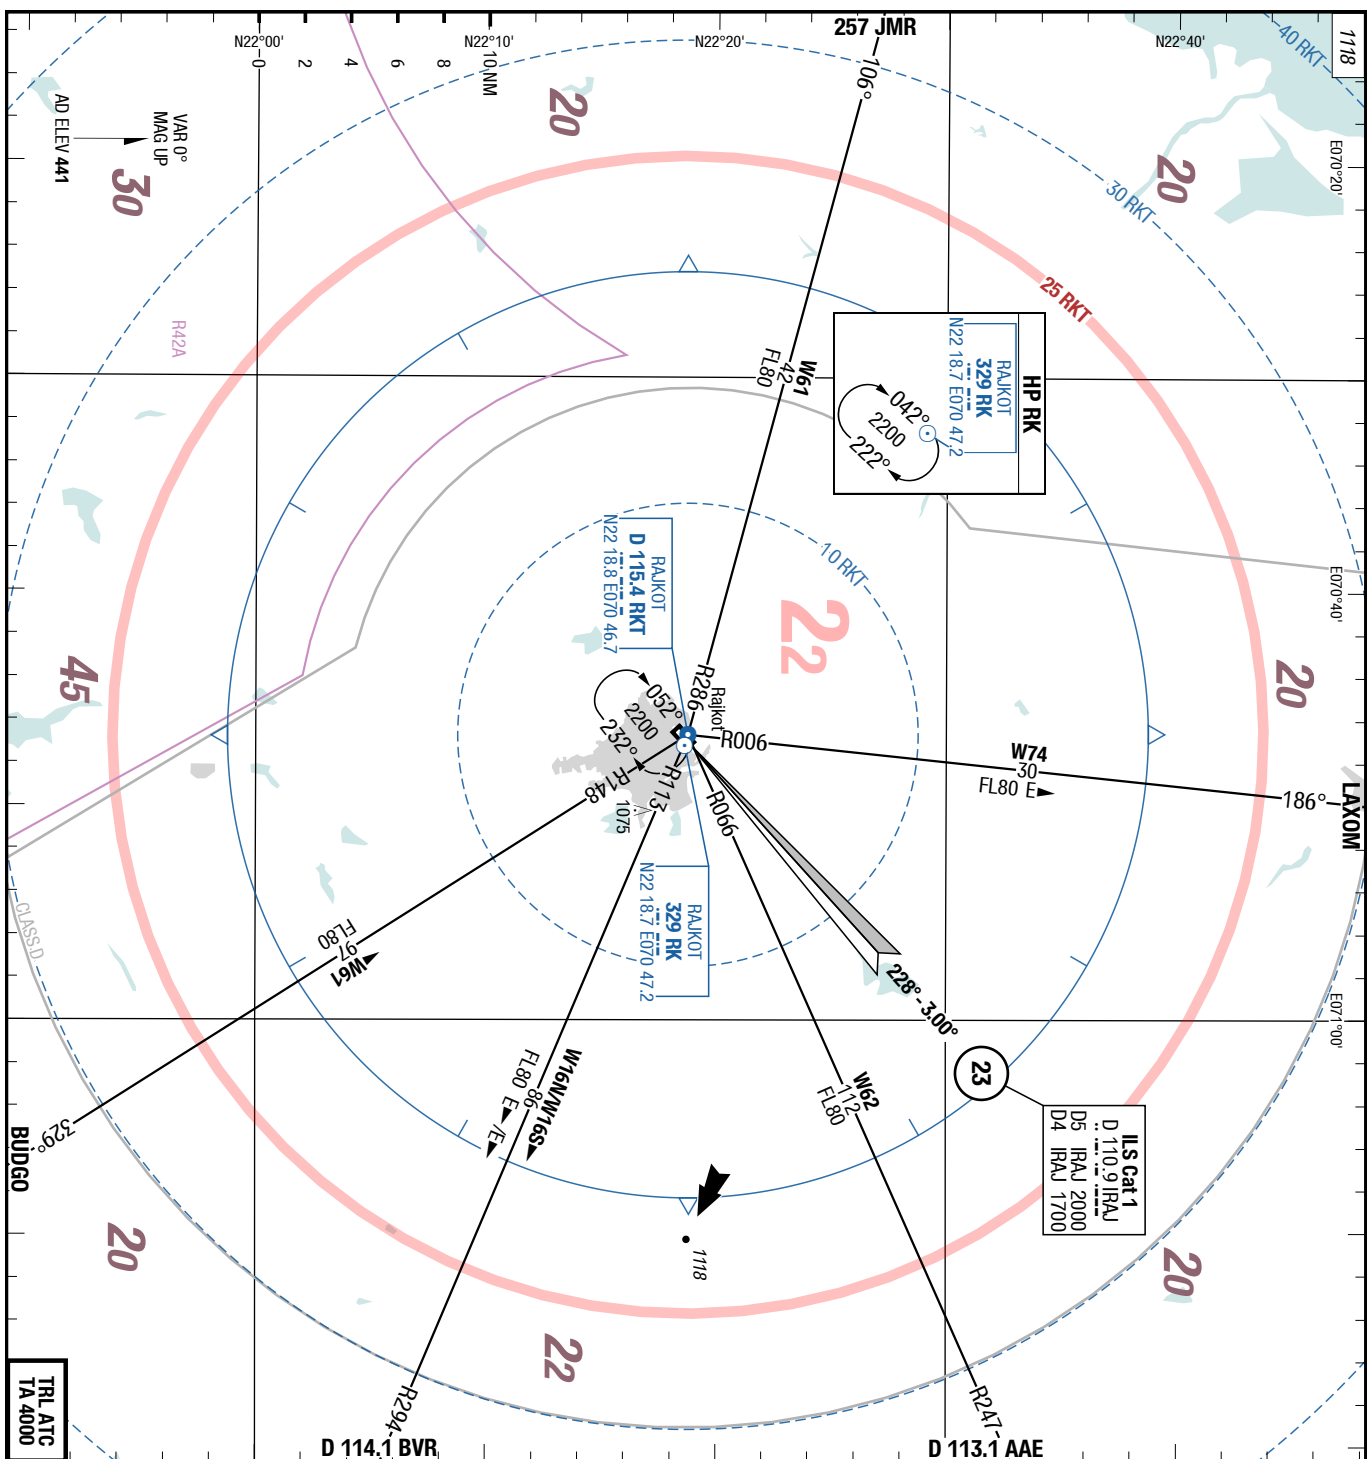 1118
40 RKT
E070°20'
N22°00'
N22°10'
N22°20'
N22°40'
0
2
4
6
8
10 NM
257 JMR
106°
VAR 0°
MAG UP
AD ELEV 441
30
20
20
30 RKT
25 RKT
R42A
W61
42
FL80
HP RK
RAJKOT
329 RK
N22 18.7 E070 47.2
042°
2200
222°
10 RKT
E070°40'
RAJKOT
D 115.4 RKT
N22 18.8 E070 46.7
22
20
45
R286
Rajkot
R006
W74
30
FL80 E
186°
LAXOM
052°
2200
232°
R148
R113
R066
1075
RAJKOT
329 RK
N22 18.7 E070 47.2
CLASS D
W61
97
FL80
228°-3.00°
E071°00'
23
ILS Cat 1
D 110.9 IRAJ
D5 IRAJ 2000
D4 IRAJ 1700
W16N/W16S
86
FL80 E /E
W62
112
FL80
329°
BUDGO
1118
20
20
22
R294
D 114.1 BVR
R247
D 113.1 AAE
TRL ATC
TA 4000